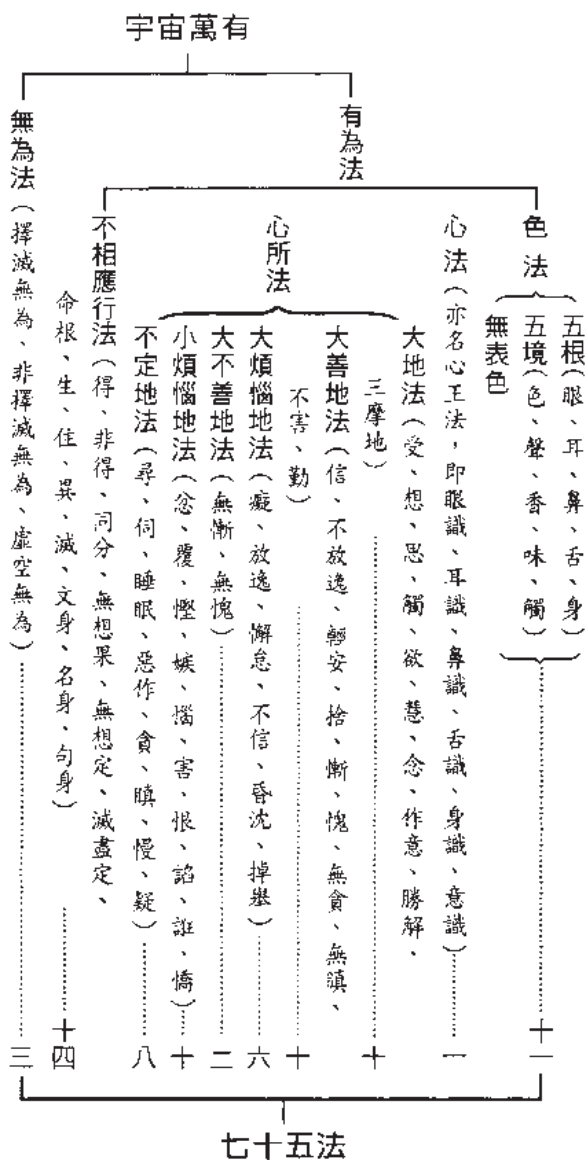 宇宙萬有
有為法
色法
五根（眼、耳、鼻、舌、身）
五境（色、聲、香、味、觸）
無表色
十一
心法（亦名心王法，即眼識、耳識、鼻識、舌識、身識、意識）
一
心所法
大地法（受、想、思、觸、欲、慧、念、作意、勝解、
三摩地）
十
大善地法（信、不放逸、輕安、捨、慚、愧、無貪、無瞋、
不害、勤）
十
大煩惱地法（癡、放逸、懈怠、不信、昏沈、掉舉）
六
大不善地法（無慚、無愧）
二
小煩惱地法（忿、覆、慳、嫉、惱、害、恨、諂、誑、憍）
十
不定地法（尋、伺、睡眠、惡作、貪、瞋、慢、疑）
八
不相應行法（得、非得、同分、無想果、無想定、滅盡定、
命根、生、住、異、滅、文身、名身、句身）
十四
無為法（擇滅無為、非擇滅無為、虛空無為）
三
七十五法